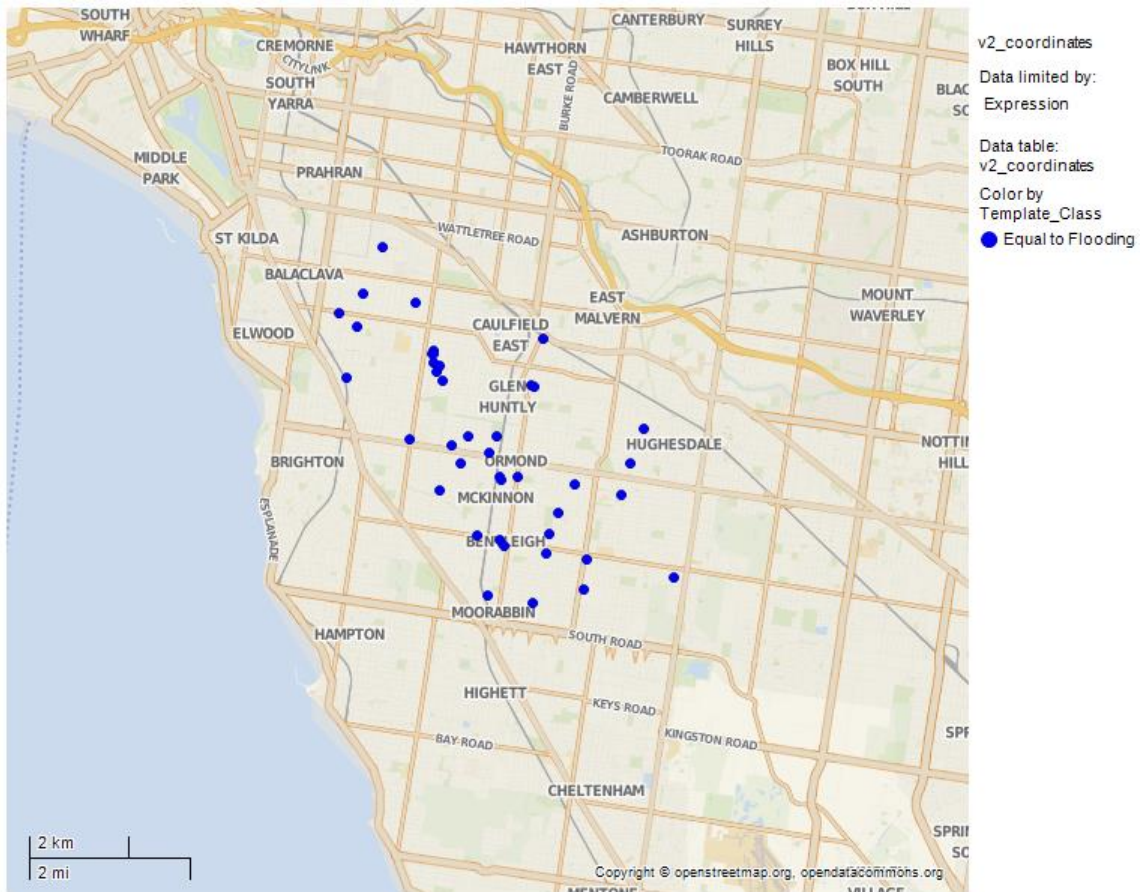 SOUTH
WHARF
CREMORNE
CITYLINK
SOUTH
YARRA
HAWTHORN
EAST
BURKE ROAD
CANTERBURY
SURREY
HILLS
BOX HILL
SOUTH
CAMBERWELL
TOORAK ROAD
MIDDLE
PARK
PRAHRAN
ST KILDA
WATTLETREE ROAD
ASHBURTON
BALACLAVA
ELWOOD
CAULFIELD
EAST
EAST
MALVERN
MOUNT
WAVERLEY
GLEN
HUNTLY
HUGHESDALE
BRIGHTON
ORMOND
MCKINNON
ESPLANADE
MOORABBIN
HAMPTON
SOUTH ROAD
HIGHETT
KEYS ROAD
BAY ROAD
KINGSTON ROAD
CHELTENHAM
2 km
2 mi
Copyright © openstreetmap.org, opendatacommons.org
v2_coordinates
Data limited by:
Expression
Data table:
v2_coordinates
Color by
Template_Class
Equal to Flooding